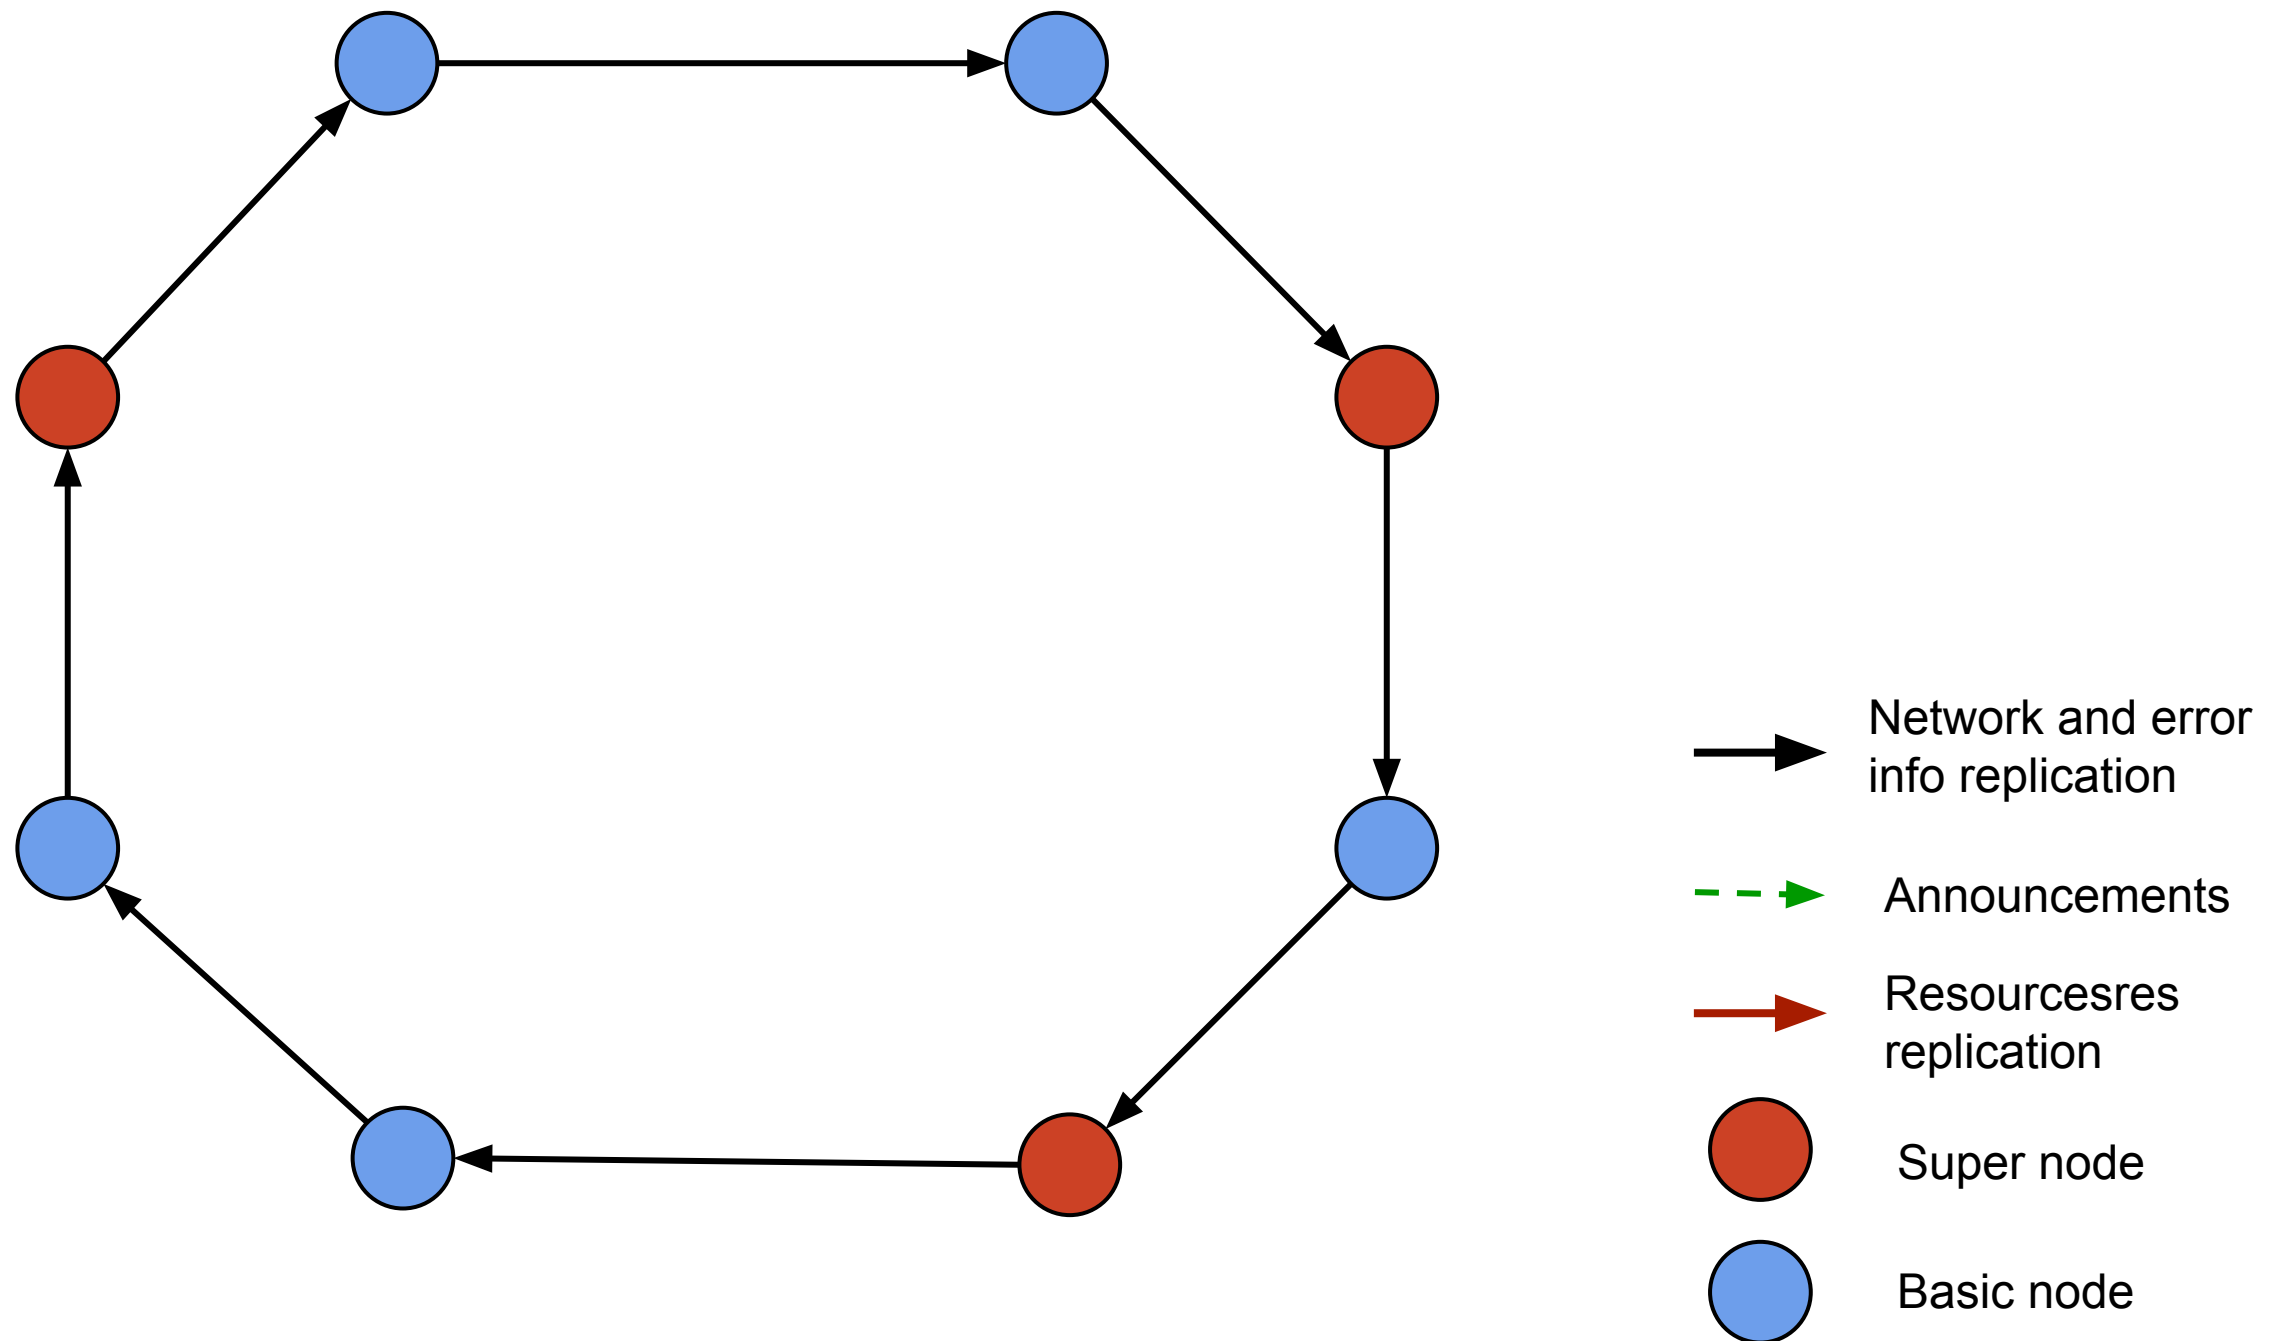 Network and error
info replication
Announcements
Resourcesres
replication
Super node
Basic node